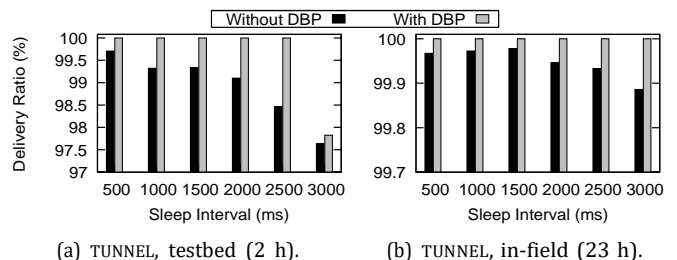 Without DBP With DBP
Delivery Ratio (%)
100
99.5
99
98.5
98
97.5
97
500 1000 1500 2000 2500 3000
Sleep Interval (ms)
(a) TUNNEL, testbed (2 h).
100
99.9
99.8
99.7
500 1000 1500 2000 2500 3000
Sleep Interval (ms)
(b) TUNNEL, in-field (23 h).